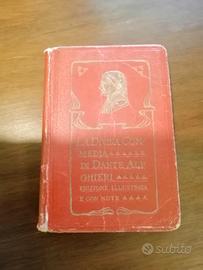 LA DIVINA COM
MEDIA
DI DANTE ALI
GHIERI
EDIZIONE ILLUSTRATA
E CON NOTE
subito